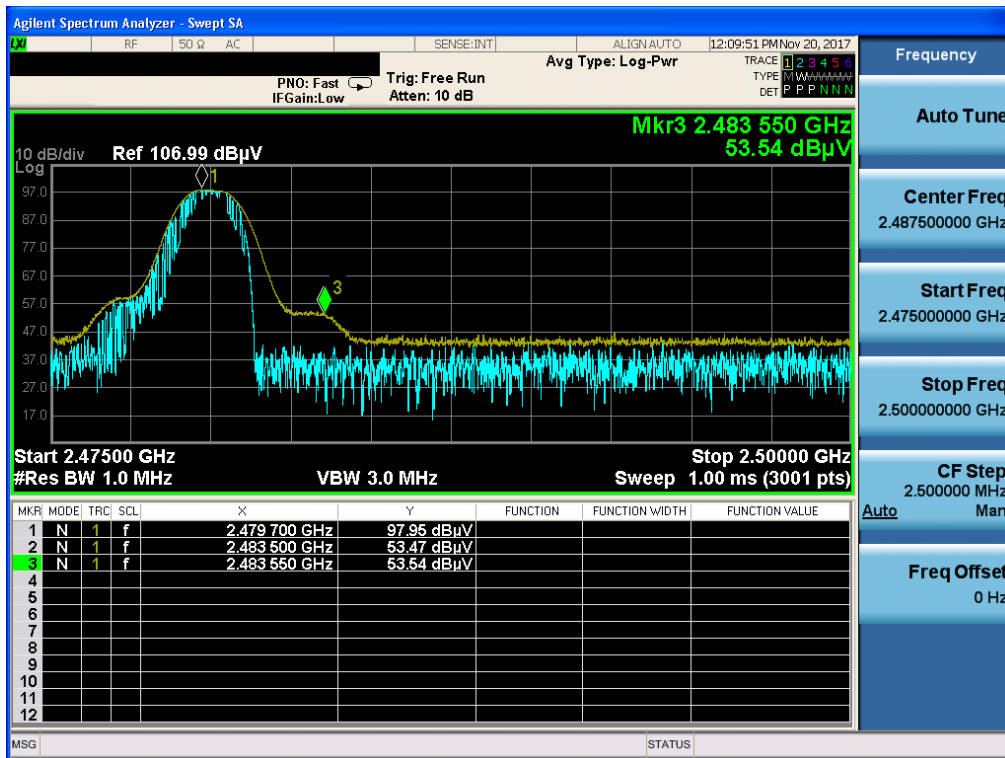 Agilent Spectrum Analyzer - Swept SA
LXI RF 50 Ω AC SENSE:INT ALIGN AUTO 12:09:51 PM Nov 20, 2017
Avg Type: Log-Pwr TRACE 1 2 3 4 5 6
PNO: Fast Trig: Free Run TYPE M WAAAAAA
IFGain:Low Atten: 10 dB DET P P P N N N
Mkr3 2.483 550 GHz
53.54 dBµV
10 dB/div Ref 106.99 dBµV
Log
1
97.0
87.0
77.0
67.0
3
57.0
47.0
37.0
27.0
17.0
Start 2.47500 GHz Stop 2.50000 GHz
#Res BW 1.0 MHz VBW 3.0 MHz Sweep 1.00 ms (3001 pts)
MKR MODE TRC SCL X Y FUNCTION FUNCTION WIDTH FUNCTION VALUE
1 N 1 f 2.479 700 GHz 97.95 dBµV
2 N 1 f 2.483 500 GHz 53.47 dBµV
3 N 1 f 2.483 550 GHz 53.54 dBµV
4
5
6
7
8
9
10
11
12
MSG STATUS
Frequency
Auto Tune
Center Freq
2.487500000 GHz
Start Freq
2.475000000 GHz
Stop Freq
2.500000000 GHz
CF Step
2.500000 MHz
Auto Man
Freq Offset
0 Hz